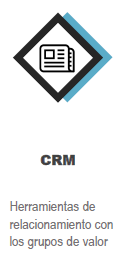 CRM
Herramientas de
relacionamiento con
los grupos de valor